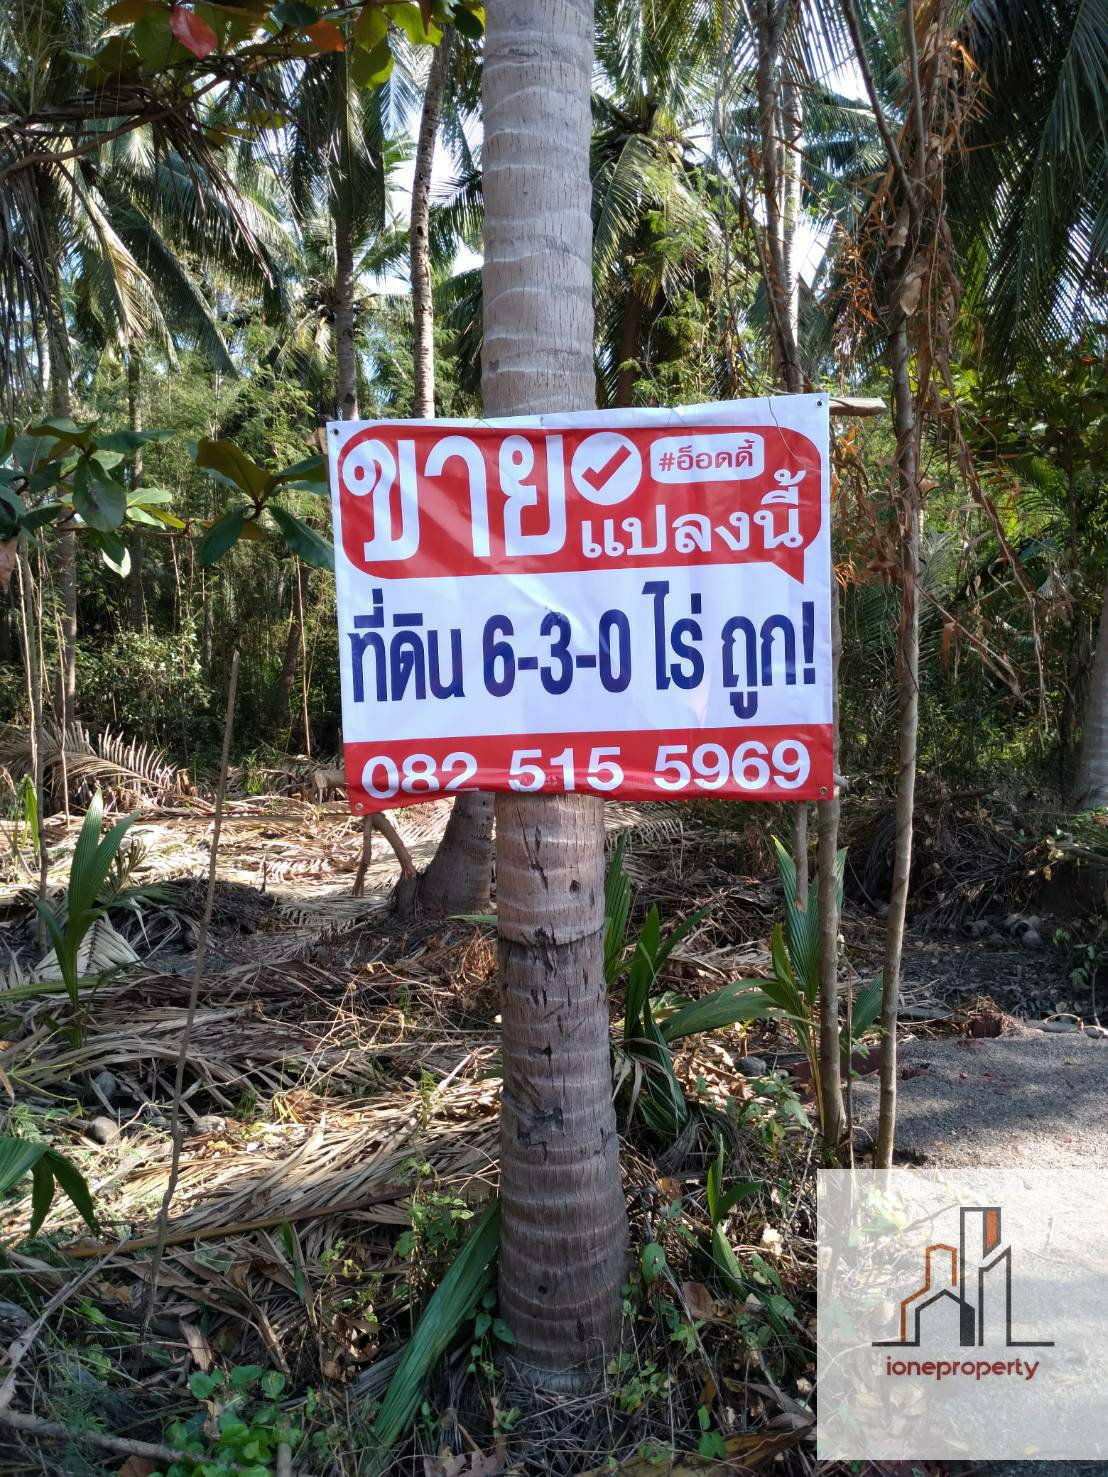 ขาย #อ็อดดี้
แปลงนี้
ที่ดิน 6-3-0 ไร่ ถูก!
082 515 5969
ioneproperty